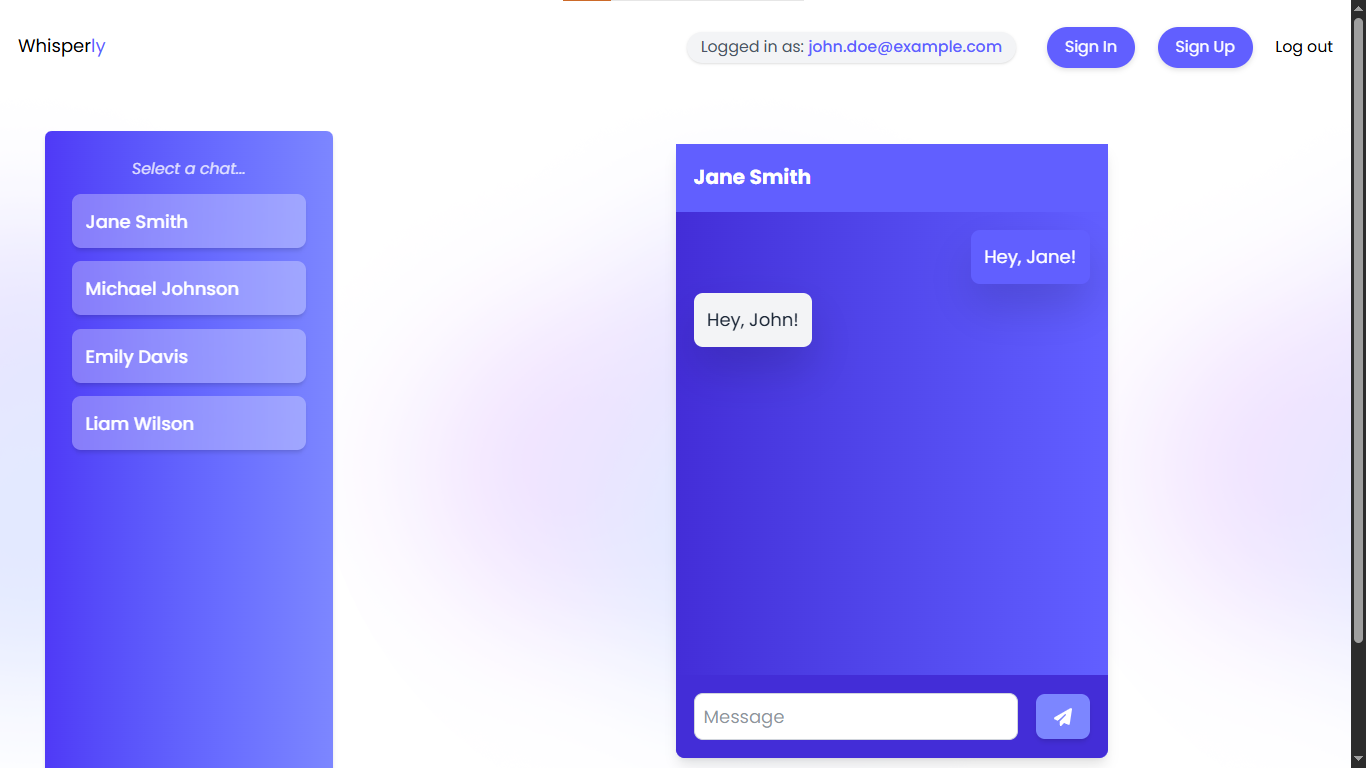 Whisperly
Logged in as: john.doe@example.com
Sign In
Sign Up
Log out
Select a chat...
Jane Smith
Michael Johnson
Emily Davis
Liam Wilson
Jane Smith
Hey, Jane!
Hey, John!
Message